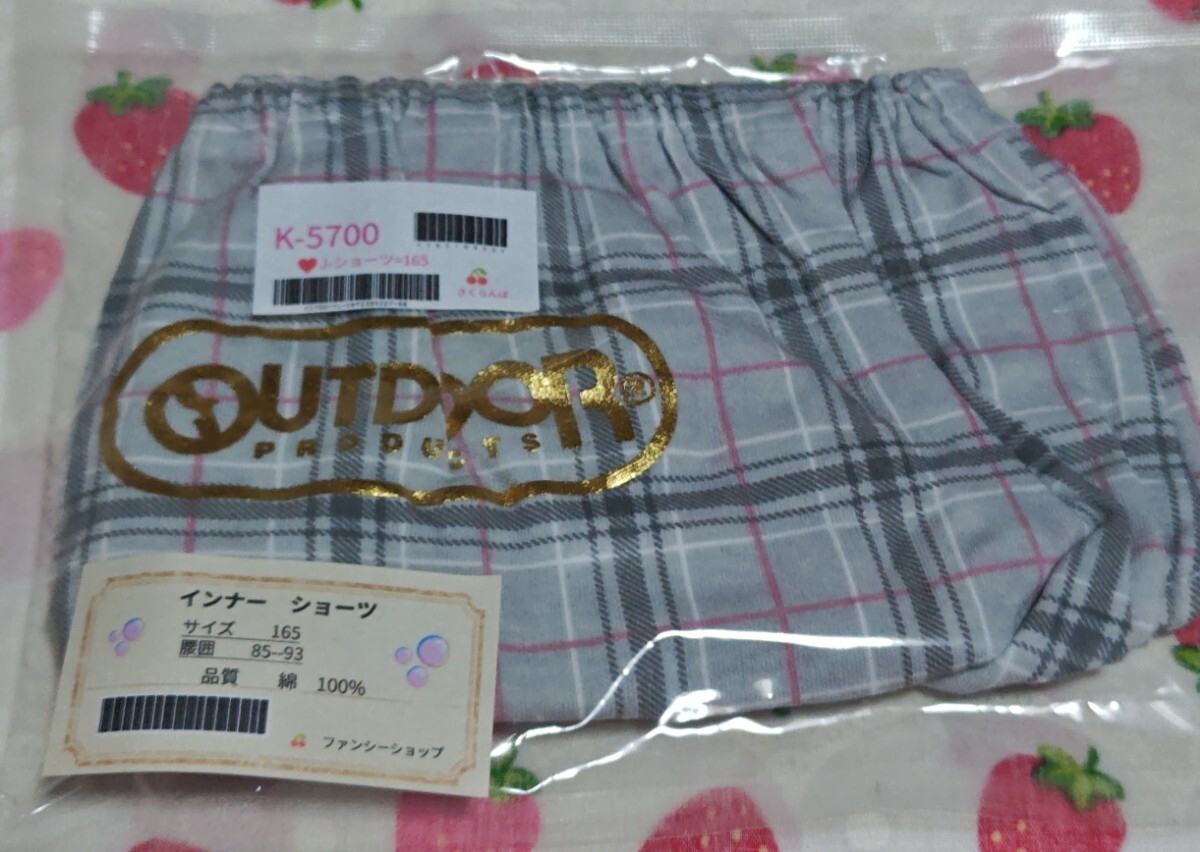 K-5700
❤J.ショーツ=165
さくらんぼ
OUTDOOR®
PRODUCTS
インナー ショーツ
サイズ 165
腰囲 85--93
品質 綿 100%
ファンシーショップ